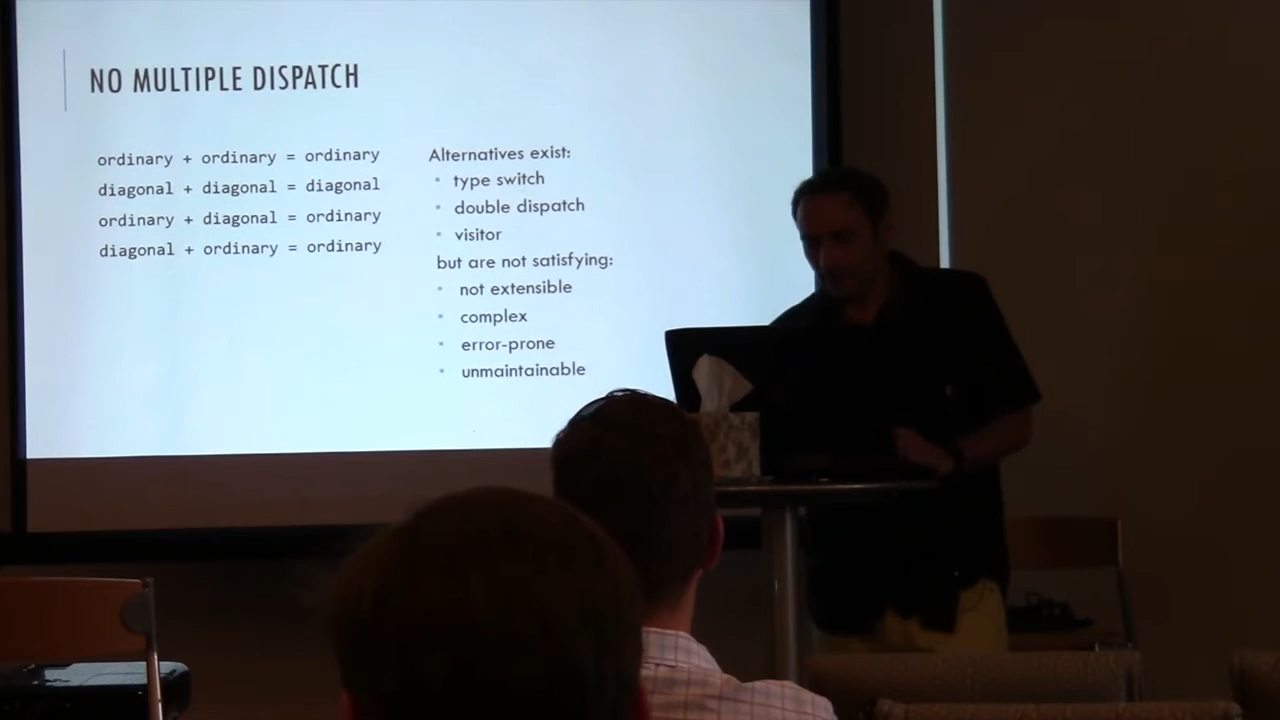 NO MULTIPLE DISPATCH
ordinary + ordinary = ordinary
diagonal + diagonal = diagonal
ordinary + diagonal = ordinary
diagonal + ordinary = ordinary
Alternatives exist:
type switch
double dispatch
visitor
but are not satisfying:
not extensible
complex
error-prone
unmaintainable